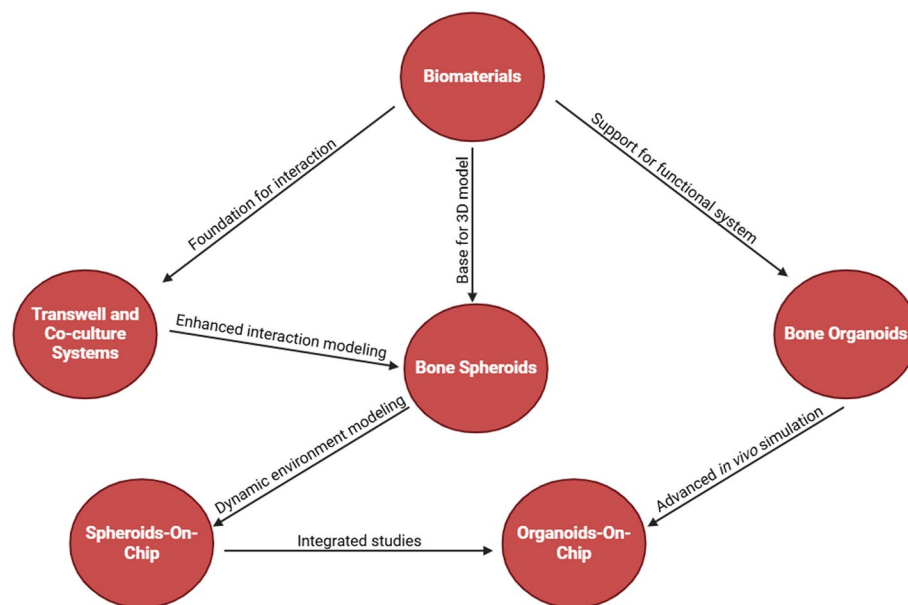 Biomaterials
Foundation for interaction
Base for 3D model
Support for functional system
Transwell and
Co-culture
Systems
Enhanced interaction modeling
Bone Spheroids
Bone Organoids
Dynamic environment modeling
Advanced in vivo simulation
Spheroids-On-
Chip
Integrated studies
Organoids-On-
Chip